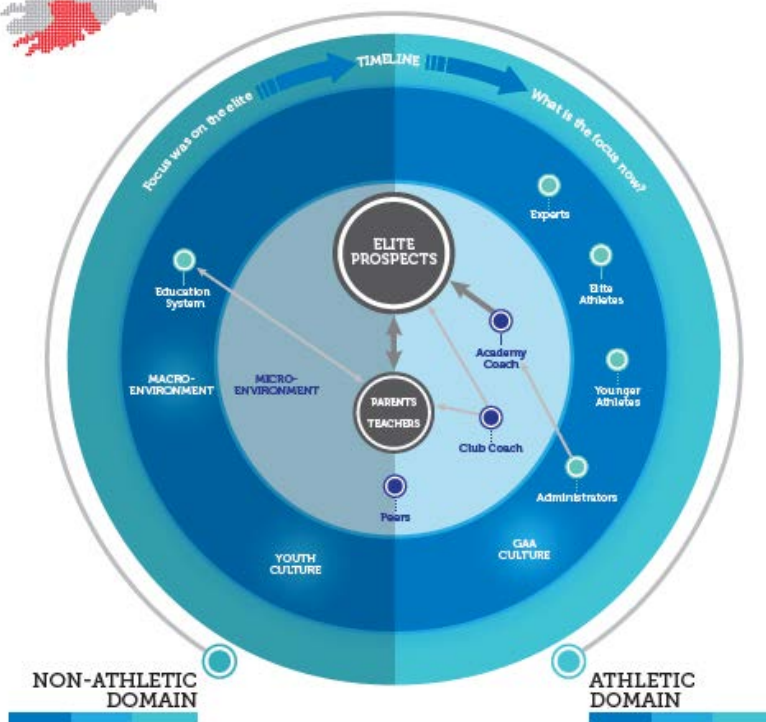 TIMELINE
Focus was on the elite
What is the focus now?
Experts
ELITE
PROSPECTS
Education
System
Elite
Athletes
Academy
Coach
MACRO-
ENVIRONMENT
MICRO-
ENVIRONMENT
PARENTS
TEACHERS
Younger
Athletes
Club Coach
Administrators
Peers
YOUTH
CULTURE
GAA
CULTURE
NON-ATHLETIC
DOMAIN
ATHLETIC
DOMAIN